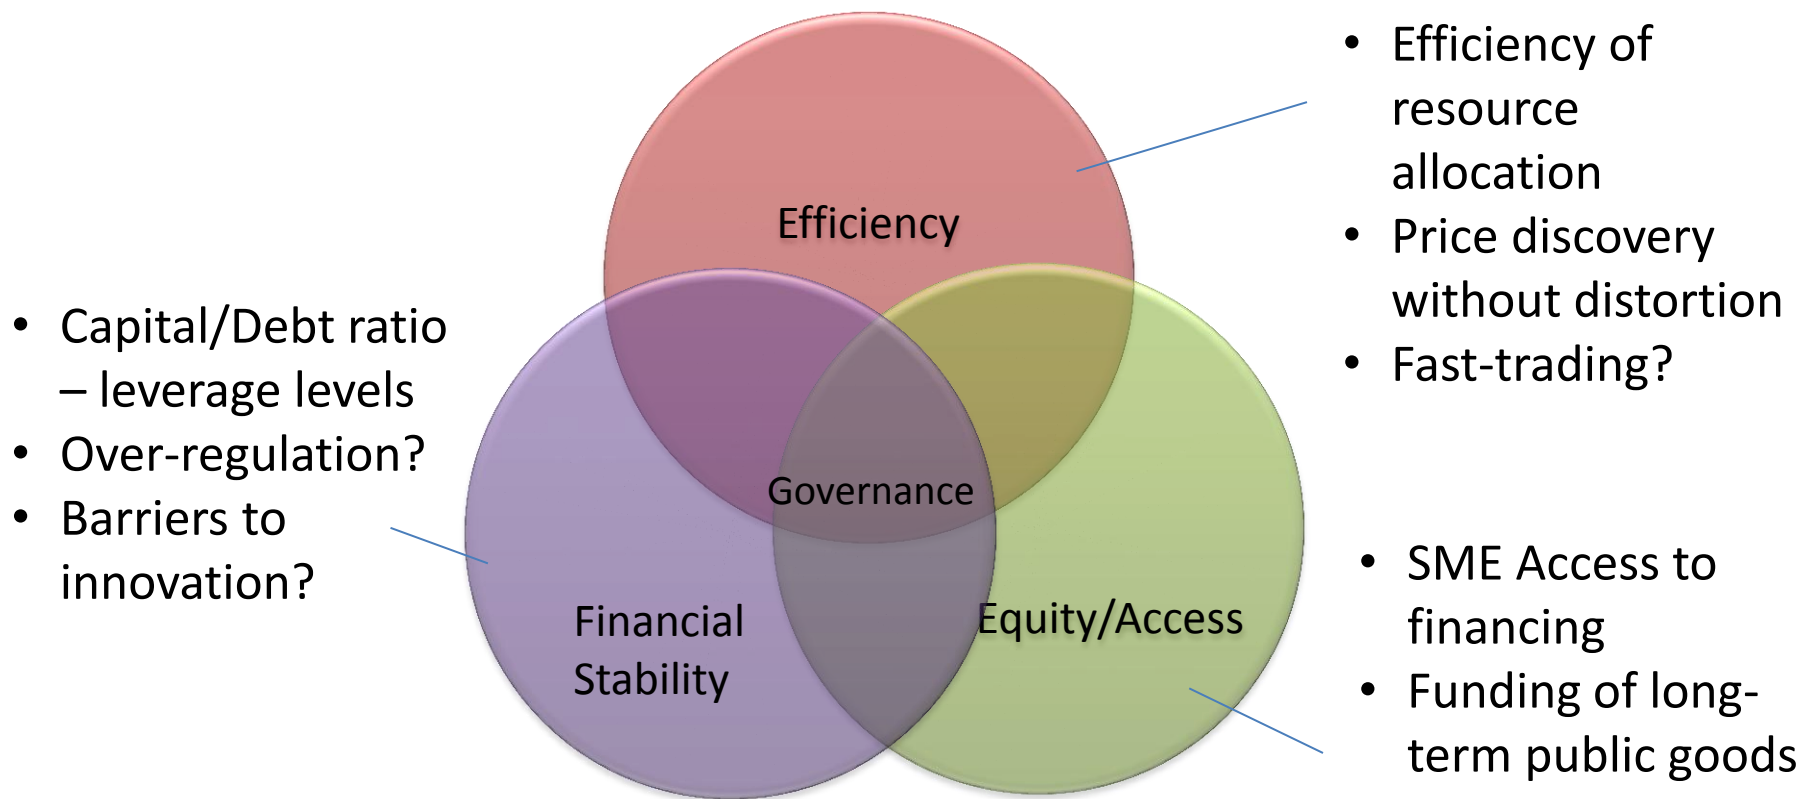 • Efficiency of
resource
allocation
• Price discovery
without distortion
• Fast-trading?
Efficiency
• Capital/Debt ratio
– leverage levels
• Over-regulation?
• Barriers to
innovation?
Governance
Financial
Stability
Equity/Access
• SME Access to
financing
• Funding of long-
term public goods